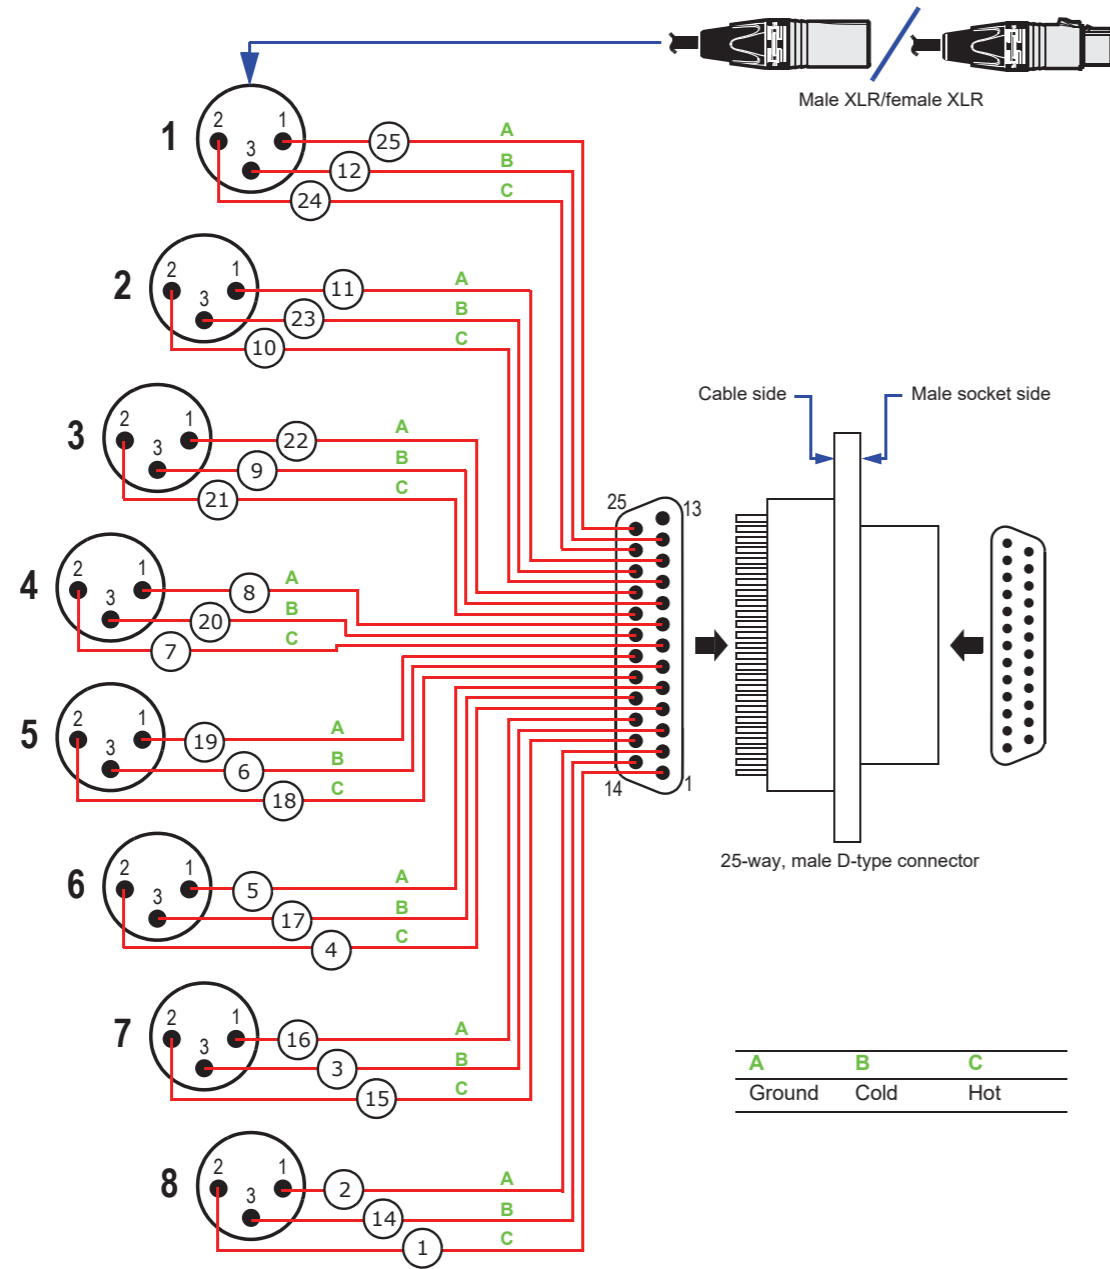 Male XLR/female XLR
1
2 1
3
25 A
12 B
24 C
2
2 1
3
11 A
23 B
10 C
Cable side Male socket side
3
2 1
3
22 A
9 B
21 C
25 13
4
2 1
3
8 A
20 B
7 C
5
2 1
3
19 A
6 B
18 C
14 1
25-way, male D-type connector
6
2 1
3
5 A
17 B
4 C
7
2 1
3
16 A
3 B
15 C
A B C
Ground Cold Hot
8
2 1
3
2 A
14 B
1 C